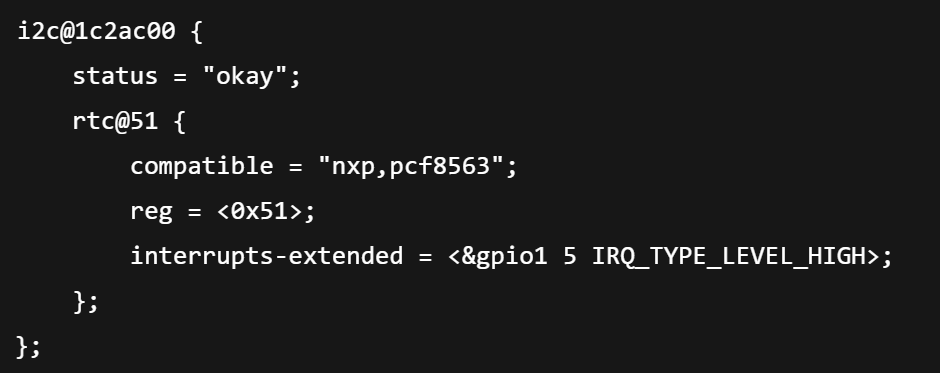 i2c@1c2ac00 {
    status = "okay";
    rtc@51 {
        compatible = "nxp,pcf8563";
        reg = <0x51>;
        interrupts-extended = <&gpio1 5 IRQ_TYPE_LEVEL_HIGH>;
    };
};